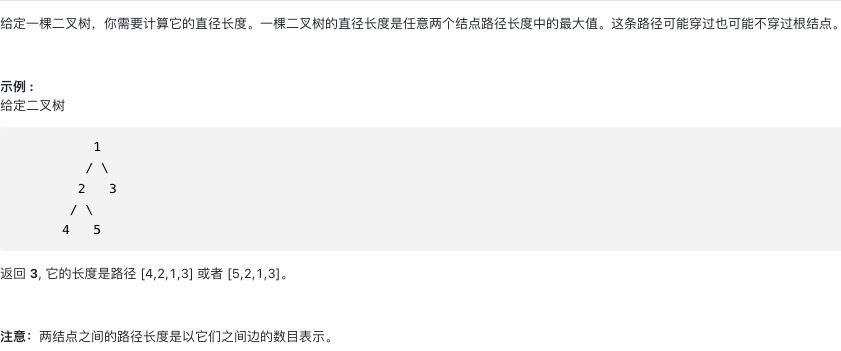 给定一棵二叉树，你需要计算它的直径长度。一棵二叉树的直径长度是任意两个结点路径长度中的最大值。这条路径可能穿过也可能不穿过根结点。
示例 :
给定二叉树
1
/ \
2 3
/ \
4 5
返回 3, 它的长度是路径 [4,2,1,3] 或者 [5,2,1,3]。
注意：两结点之间的路径长度是以它们之间边的数目表示。